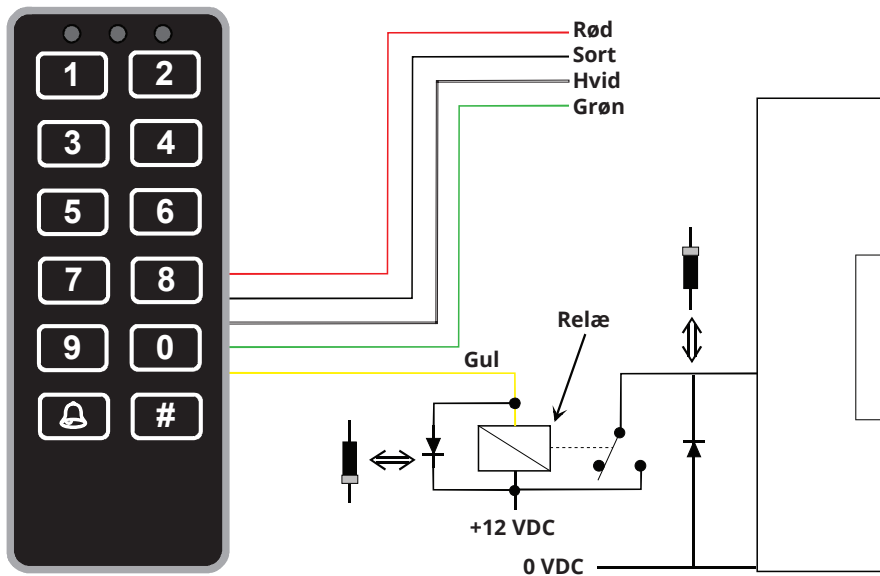 Rød
Sort
Hvid
Grøn
1 2
3 4
5 6
7 8
9 0
#
Relæ
Gul
+12 VDC
0 VDC